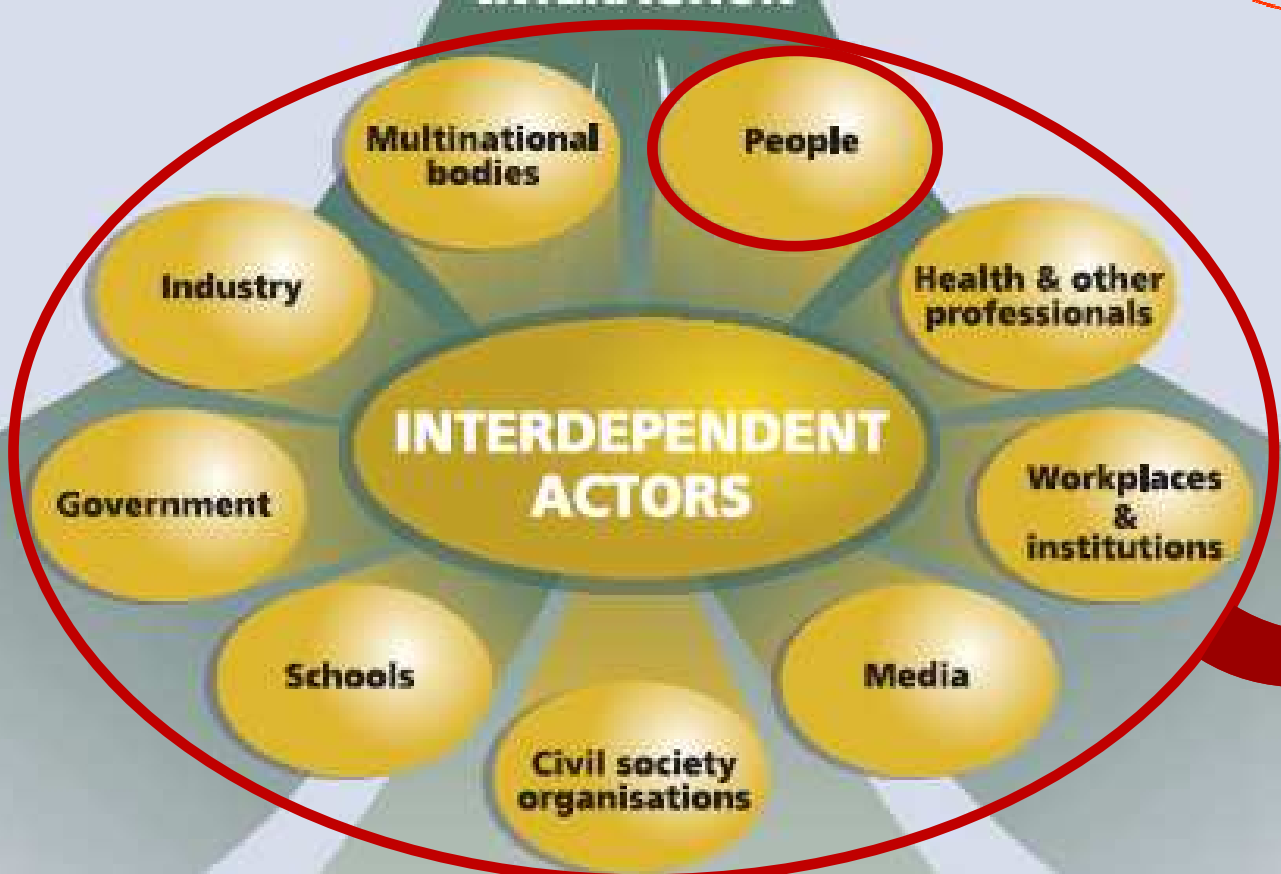 Multinational
bodies
People
Industry
Health & other
professionals
INTERDEPENDENT
ACTORS
Government
Workplaces
&
institutions
Schools
Media
Civil society
organisations